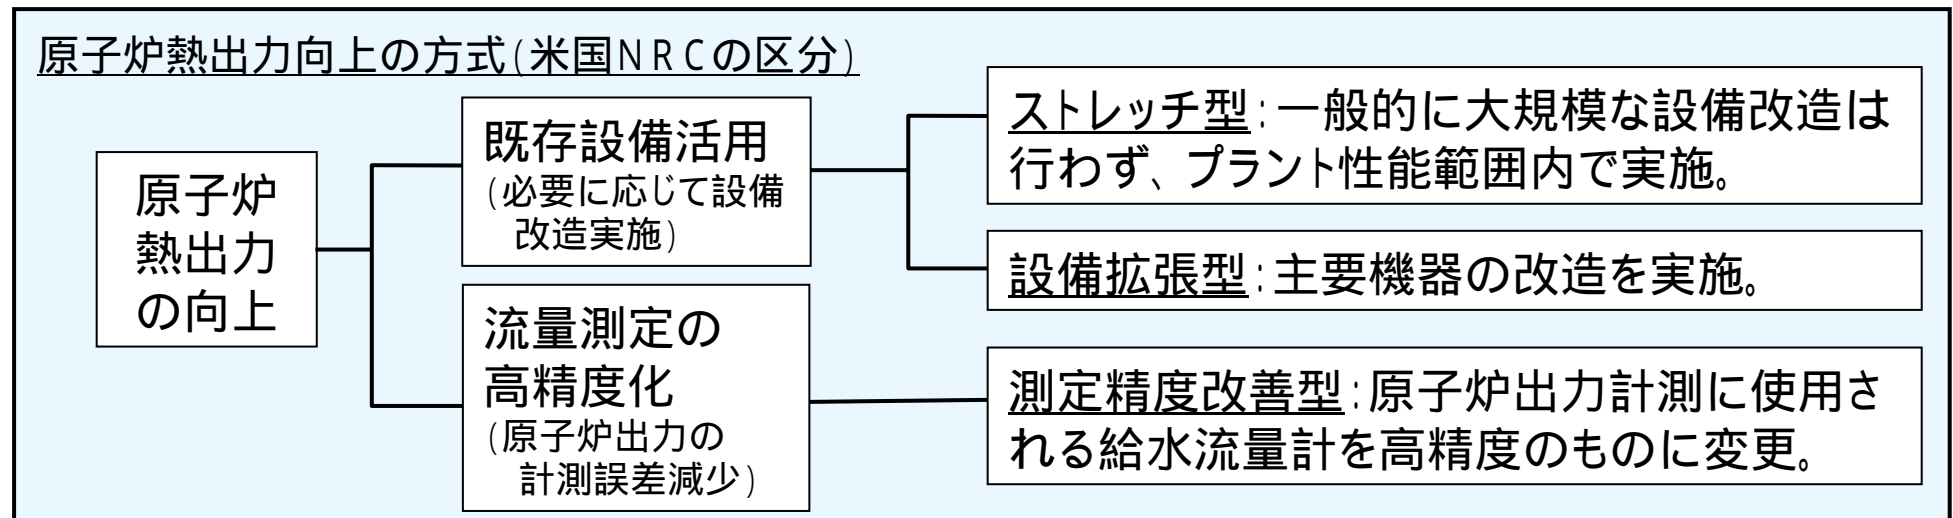 原子炉熱出力向上の方式(米国NRCの区分)
原子炉
熱出力
の向上
既存設備活用
(必要に応じて設備
改造実施)
流量測定の
高精度化
(原子炉出力の
計測誤差減少)
ストレッチ型:一般的に大規模な設備改造は
行わず、プラント性能範囲内で実施。
設備拡張型:主要機器の改造を実施。
測定精度改善型:原子炉出力計測に使用さ
れる給水流量計を高精度のものに変更。